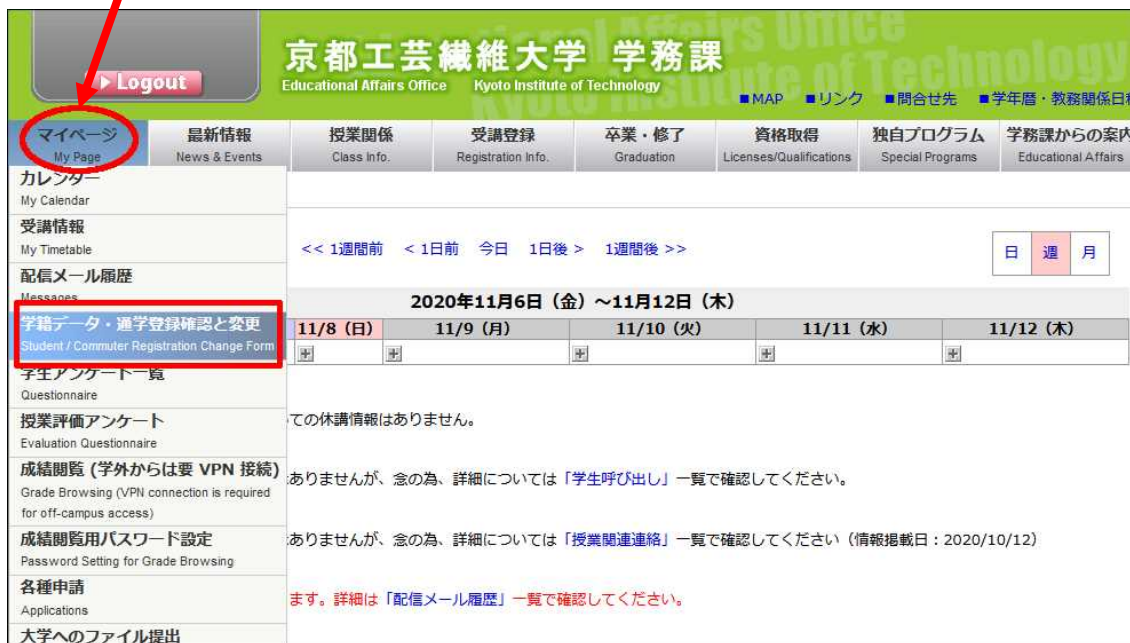 Logout
京都工芸繊維大学 学務課
Educational Affairs Office Kyoto Institute of Technology
■MAP ■リンク ■問合せ先 ■学年暦・教務関係日程
マイページ 最新情報 授業関係 受講登録 卒業・修了 資格取得 独自プログラム 学務課からの案内
My Page News & Events Class Info. Registration Info. Graduation Licenses/Qualifications Special Programs Educational Affairs
カレンダー
My Calendar
受講情報
My Timetable
<< 1週間前 < 1日前 今日 1日後 > 1週間後 >>
日 週 月
配信メール履歴
Messages
2020年11月6日（金）～11月12日（木）
学籍データ・通学登録確認と変更
Student / Commuter Registration Change Form
11/8（日） 11/9（月） 11/10（火） 11/11（水） 11/12（木）
学生アンケート一覧
Questionnaire
授業評価アンケート
Evaluation Questionnaire
ての休講情報はありません。
成績閲覧 (学外からは要 VPN 接続)
Grade Browsing (VPN connection is required
for off-campus access)
ありませんが、念の為、詳細については「学生呼び出し」一覧で確認してください。
成績閲覧用パスワード設定
Password Setting for Grade Browsing
ありませんが、念の為、詳細については「授業関連連絡」一覧で確認してください（情報掲載日：2020/10/12）
各種申請
Applications
ます。詳細は「配信メール履歴」一覧で確認してください。
大学へのファイル提出